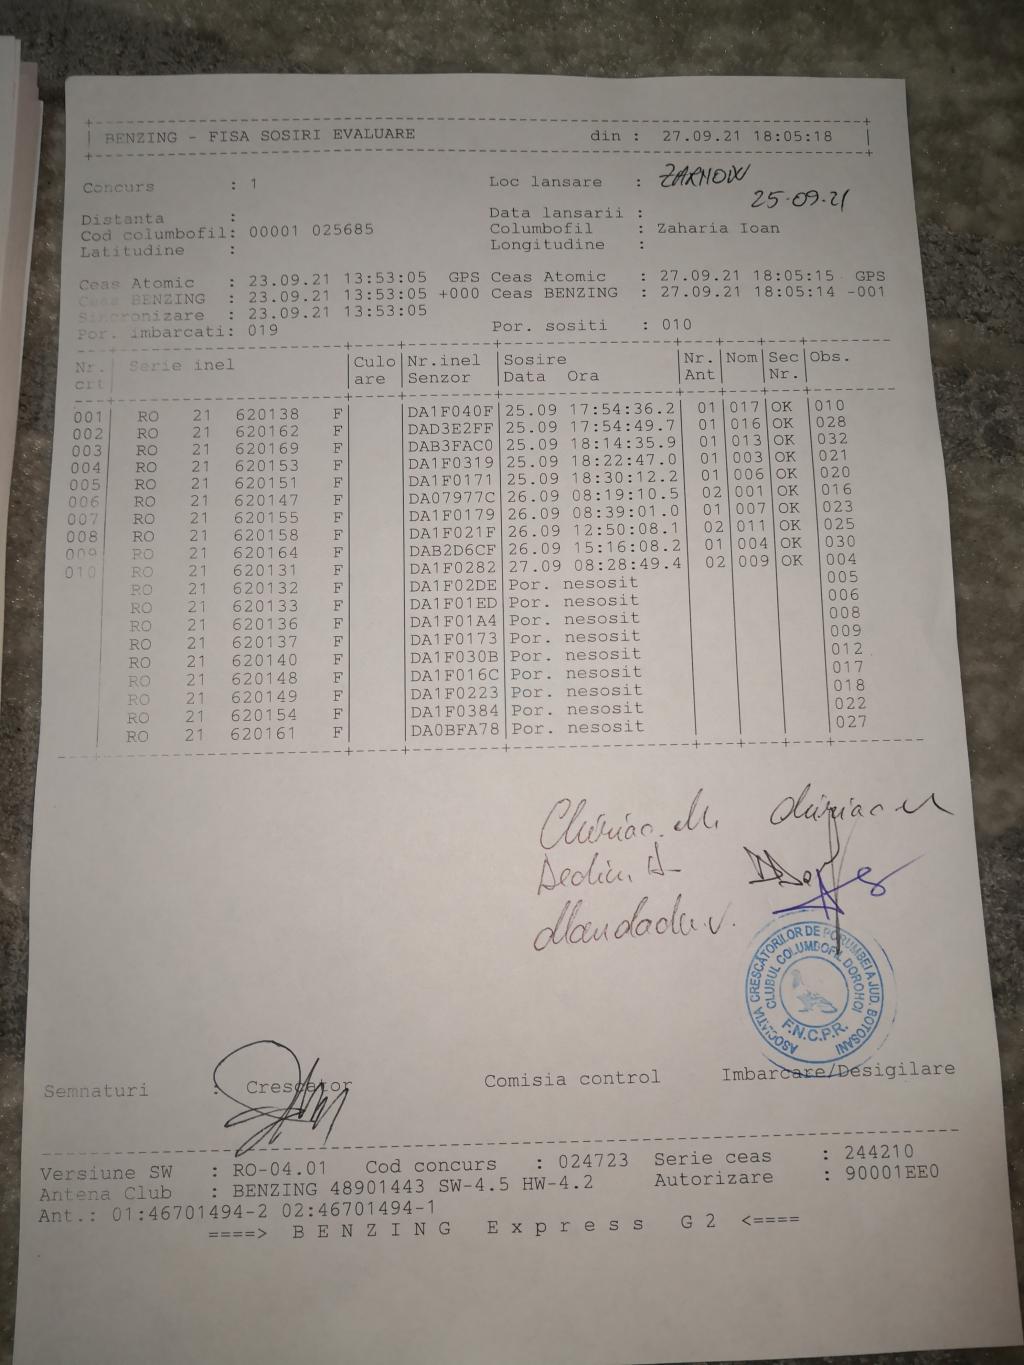 BENZING - FISA SOSIRI EVALUARE din : 27.09.21 18:05:18
Concurs : 1 Loc lansare : ZARNOW
25.09.21
Distanta : Data lansarii :
Cod columbofil: 00001 025685 Columbofil : Zaharia Ioan
Latitudine : Longitudine :
Ceas Atomic : 23.09.21 13:53:05 GPS Ceas Atomic : 27.09.21 18:05:15 GPS
Ceas BENZING : 23.09.21 13:53:05 +000 Ceas BENZING : 27.09.21 18:05:14 -001
Sincronizare : 23.09.21 13:53:05
Por. imbarcati: 019 Por. sositi : 010
Nr. Serie inel Culo Nr.inel Sosire Nr. Nom Sec Obs.
crt are Senzor Data Ora Ant Nr.
001 RO 21 620138 F DA1F040F 25.09 17:54:36.2 01 017 OK 010
002 RO 21 620162 F DAD3E2FF 25.09 17:54:49.7 01 016 OK 028
003 RO 21 620169 F DAB3FAC0 25.09 18:14:35.9 01 013 OK 032
004 RO 21 620153 F DA1F0319 25.09 18:22:47.0 01 003 OK 021
005 RO 21 620151 F DA1F0171 25.09 18:30:12.2 01 006 OK 020
006 RO 21 620147 F DA07977C 26.09 08:19:10.5 02 001 OK 016
007 RO 21 620155 F DA1F0179 26.09 08:39:01.0 01 007 OK 023
008 RO 21 620158 F DA1F021F 26.09 12:50:08.1 02 011 OK 025
009 RO 21 620164 F DAB2D6CF 26.09 15:16:08.2 01 004 OK 030
010 RO 21 620131 F DA1F0282 27.09 08:28:49.4 02 009 OK 004
RO 21 620132 F DA1F02DE Por. nesosit 005
RO 21 620133 F DA1F01ED Por. nesosit 006
RO 21 620136 F DA1F01A4 Por. nesosit 008
RO 21 620137 F DA1F0173 Por. nesosit 009
RO 21 620140 F DA1F030B Por. nesosit 012
RO 21 620148 F DA1F016C Por. nesosit 017
RO 21 620149 F DA1F0223 Por. nesosit 018
RO 21 620154 F DA1F0384 Por. nesosit 022
RO 21 620161 F DA0BFA78 Por. nesosit 027
Chiriac. M.
ASOCIATIA CRESCĂTORILOR DE PORUMBEI A JUD. BOTOSANI
CLUBUL COLUMBOFIL DOROHOI
F.N.C.P.R.
Semnaturi : Crescator Comisia control Imbarcare/Desigilare
Versiune SW : RO-04.01 Cod concurs : 024723 Serie ceas : 244210
Antena Club : BENZING 48901443 SW-4.5 HW-4.2 Autorizare : 90001EE0
Ant.: 01:46701494-2 02:46701494-1
====> B E N Z I N G E x p r e s s G 2 <====